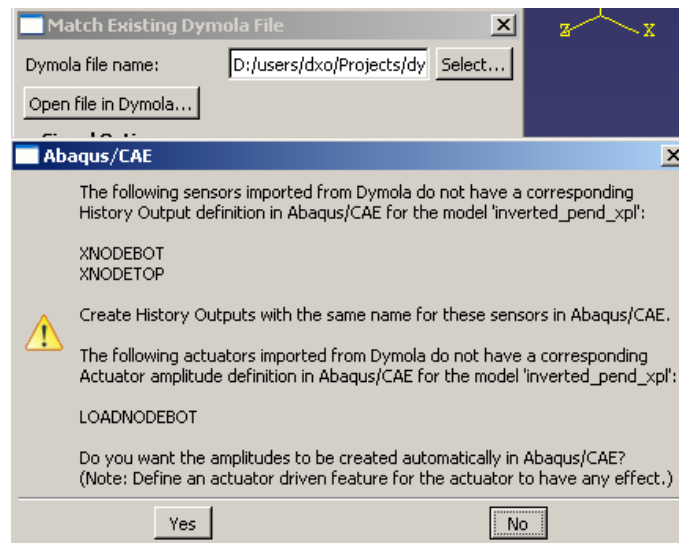 Match Existing Dymola File
Z X
Dymola file name: D:/users/dxo/Projects/dy Select...
Open file in Dymola...
Abaqus/CAE
The following sensors imported from Dymola do not have a corresponding
History Output definition in Abaqus/CAE for the model 'inverted_pend_xpl':
XNODEBOT
XNODETOP
Create History Outputs with the same name for these sensors in Abaqus/CAE.
The following actuators imported from Dymola do not have a corresponding
Actuator amplitude definition in Abaqus/CAE for the model 'inverted_pend_xpl':
LOADNODEBOT
Do you want the amplitudes to be created automatically in Abaqus/CAE?
(Note: Define an actuator driven feature for the actuator to have any effect.)
Yes No